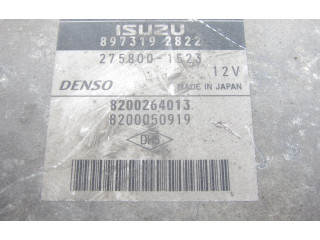 ISUZU
897319 2822
275800-1523
12V
DENSO
MADE IN JAPAN
8200264013
8200050919